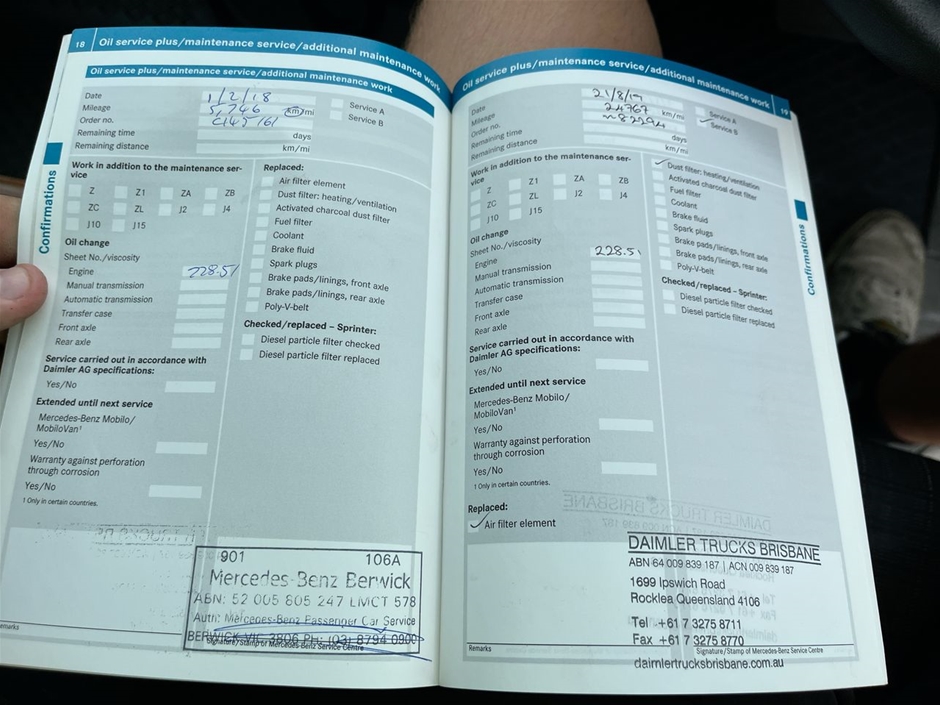 18 Oil service plus/maintenance service/additional maintenance work
Oil service plus/maintenance service/additional maintenance work
Date 1/2/18
Mileage 5,746 km/mi
Order no. C145161
Remaining time days
Remaining distance km/mi
Service A
Service B
Work in addition to the maintenance ser-
vice
Z Z1 ZA ZB
ZC ZL J2 J4
J10 J15
Oil change
Sheet No./viscosity
Engine 228.51
Manual transmission
Automatic transmission
Transfer case
Front axle
Rear axle
Service carried out in accordance with
Daimler AG specifications:
Yes/No
Extended until next service
Mercedes-Benz Mobilo/
MobiloVan¹
Yes/No
Warranty against perforation
through corrosion
Yes/No
1 Only in certain countries.
Replaced:
Air filter element
Dust filter: heating/ventilation
Activated charcoal dust filter
Fuel filter
Coolant
Brake fluid
Spark plugs
Brake pads/linings, front axle
Brake pads/linings, rear axle
Poly-V-belt
Checked/replaced – Sprinter:
Diesel particle filter checked
Diesel particle filter replaced
Confirmations
901 106A
Mercedes-Benz Berwick
ABN: 52 005 805 247 LMCT 578
Auth: Mercedes-Benz Passenger Car Service
BERWICK VIC 3806 PH: (03) 8794 0900
Signature/Stamp of Mercedes-Benz Service Centre
Remarks
Oil service plus/maintenance service/additional maintenance work 19
Date 21/8/19
Mileage 24767 km/mi
Order no.
Remaining time days
Remaining distance km/mi
Service A
Service B
Work in addition to the maintenance ser-
vice
Z Z1 ZA ZB
ZC ZL J2 J4
J10 J15
Oil change
Sheet No./viscosity
Engine 228.51
Manual transmission
Automatic transmission
Transfer case
Front axle
Rear axle
Service carried out in accordance with
Daimler AG specifications:
Yes/No
Extended until next service
Mercedes-Benz Mobilo/
MobiloVan¹
Yes/No
Warranty against perforation
through corrosion
Yes/No
1 Only in certain countries.
Replaced:
Air filter element
Dust filter: heating/ventilation
Activated charcoal dust filter
Fuel filter
Coolant
Brake fluid
Spark plugs
Brake pads/linings, front axle
Brake pads/linings, rear axle
Poly-V-belt
Checked/replaced – Sprinter:
Diesel particle filter checked
Diesel particle filter replaced
Confirmations
DAIMLER TRUCKS BRISBANE
ABN 64 009 839 187 | ACN 009 839 187
1699 Ipswich Road
Rocklea Queensland 4106
Tel +61 7 3275 8711
Fax +61 7 3275 8770
Remarks
Signature/Stamp of Mercedes-Benz Service Centre
daimlertrucksbrisbane.com.au